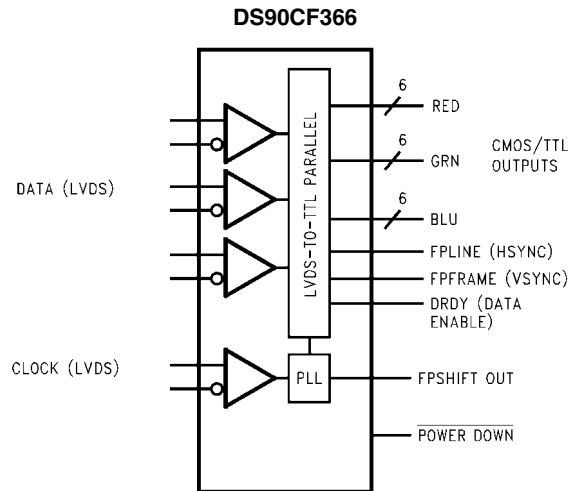 DS90CF366
DATA (LVDS)
CLOCK (LVDS)
LVDS-TO-TTL PARALLEL
PLL
6
RED
6
GRN
CMOS/TTL
OUTPUTS
6
BLU
FPLINE (HSYNC)
FPFRAME (VSYNC)
DRDY (DATA
ENABLE)
FPSHIFT OUT
POWER DOWN